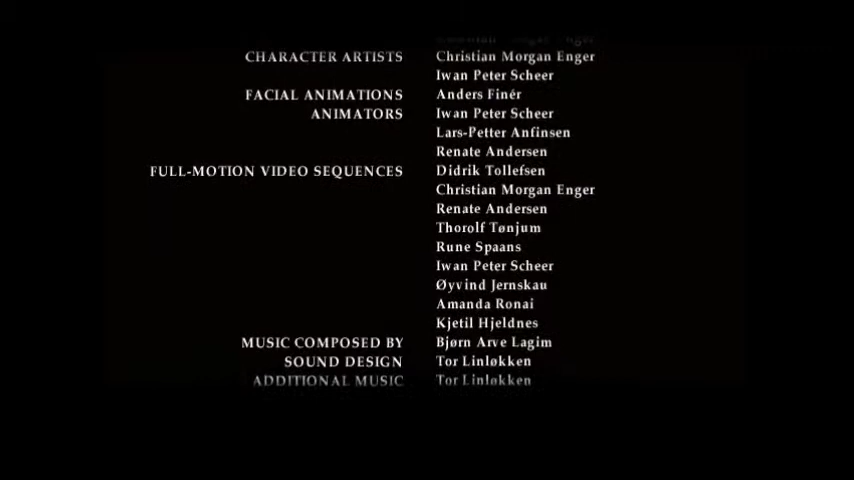 CHARACTER ARTISTS Christian Morgan Enger
Iwan Peter Scheer
FACIAL ANIMATIONS Anders Finér
ANIMATORS Iwan Peter Scheer
Lars-Petter Anfinsen
Renate Andersen
FULL-MOTION VIDEO SEQUENCES Didrik Tollefsen
Christian Morgan Enger
Renate Andersen
Thorolf Tønjum
Rune Spaans
Iwan Peter Scheer
Øyvind Jernskau
Amanda Ronai
Kjetil Hjeldnes
MUSIC COMPOSED BY Bjørn Arve Lagim
SOUND DESIGN Tor Linløkken
ADDITIONAL MUSIC Tor Linløkken